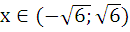 x ∈ (−√6; √6)